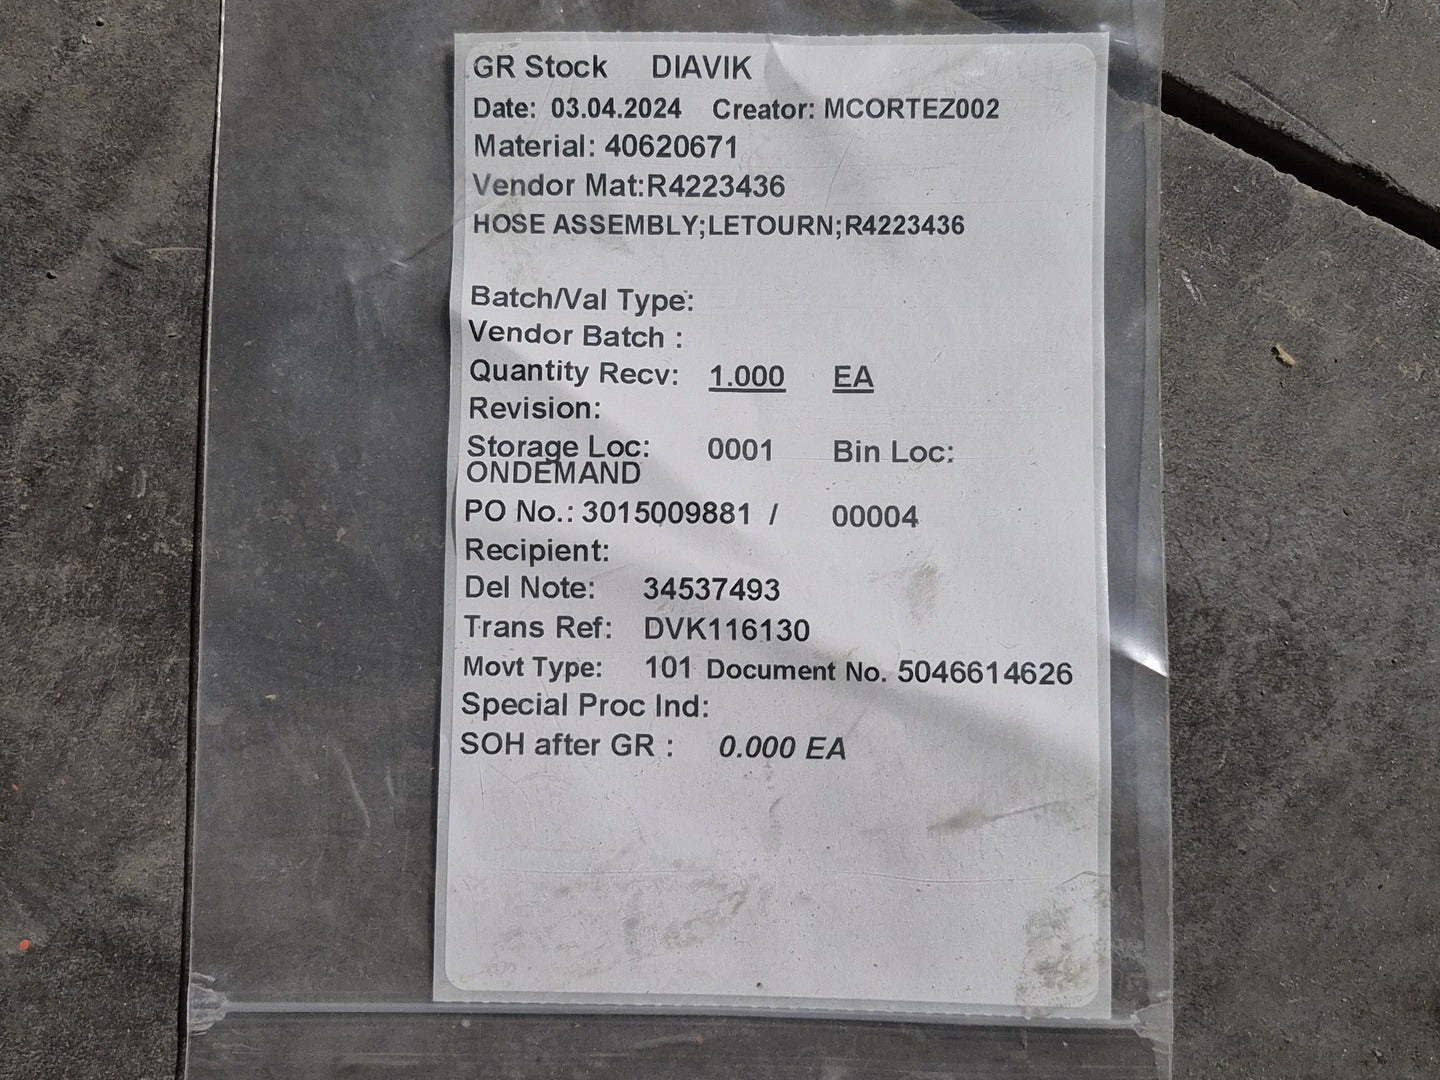 GR Stock DIAVIK
Date: 03.04.2024 Creator: MCORTEZ002
Material: 40620671
Vendor Mat:R4223436
HOSE ASSEMBLY;LETOURN;R4223436
Batch/Val Type:
Vendor Batch :
Quantity Recv: 1.000 EA
Revision:
Storage Loc: 0001 Bin Loc:
ONDEMAND
PO No.: 3015009881 / 00004
Recipient:
Del Note: 34537493
Trans Ref: DVK116130
Movt Type: 101 Document No. 5046614626
Special Proc Ind:
SOH after GR : 0.000 EA